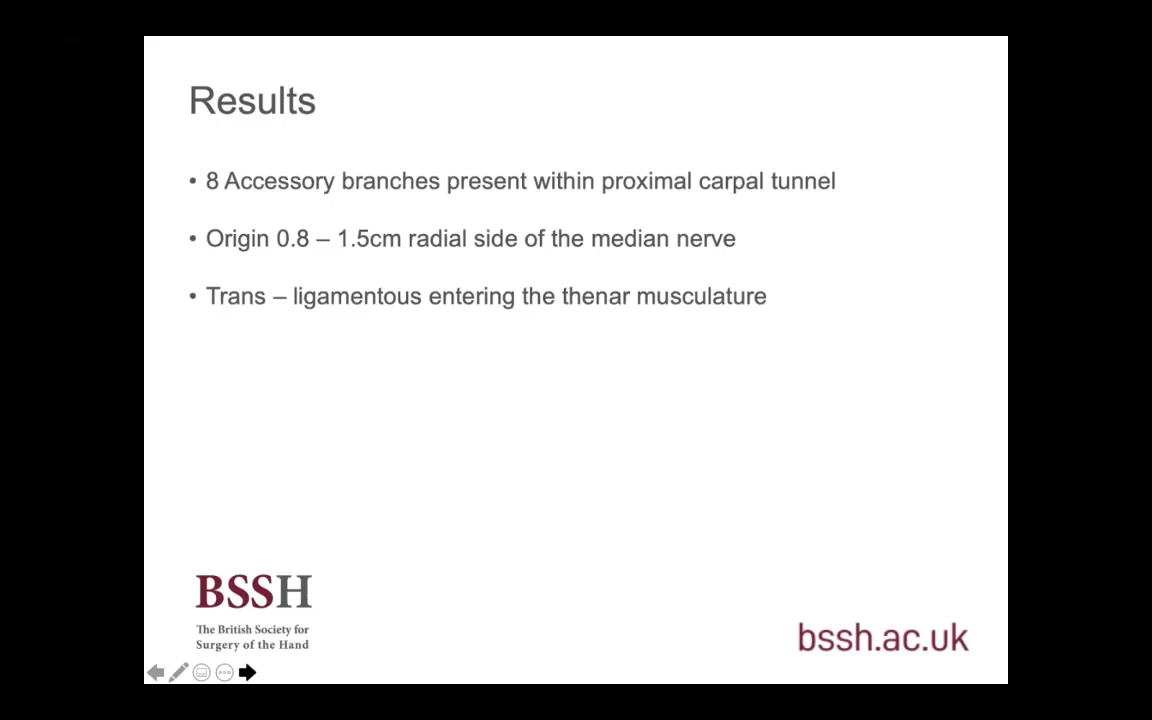 Results
• 8 Accessory branches present within proximal carpal tunnel
• Origin 0.8 – 1.5cm radial side of the median nerve
• Trans – ligamentous entering the thenar musculature
BSSH
The British Society for
Surgery of the Hand
bssh.ac.uk